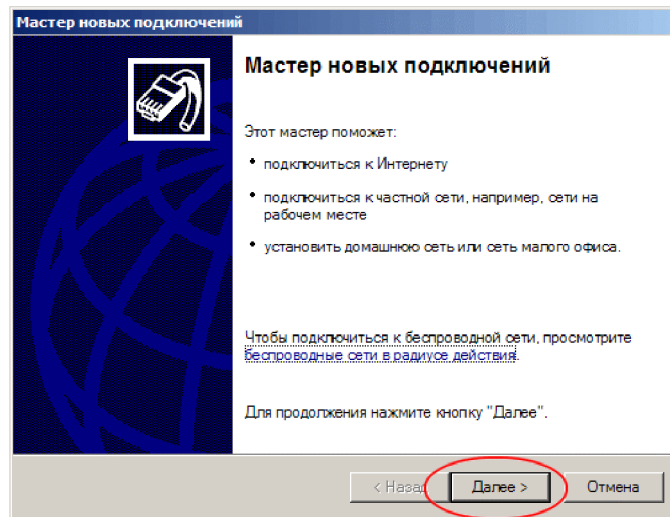 Мастер новых подключений
Мастер новых подключений
Этот мастер поможет:
• подключиться к Интернету
• подключиться к частной сети, например, сети на
рабочем месте
• установить домашнюю сеть или сеть малого офиса.
Чтобы подключиться к беспроводной сети, просмотрите
беспроводные сети в радиусе действия.
Для продолжения нажмите кнопку "Далее".
< Назад Далее > Отмена